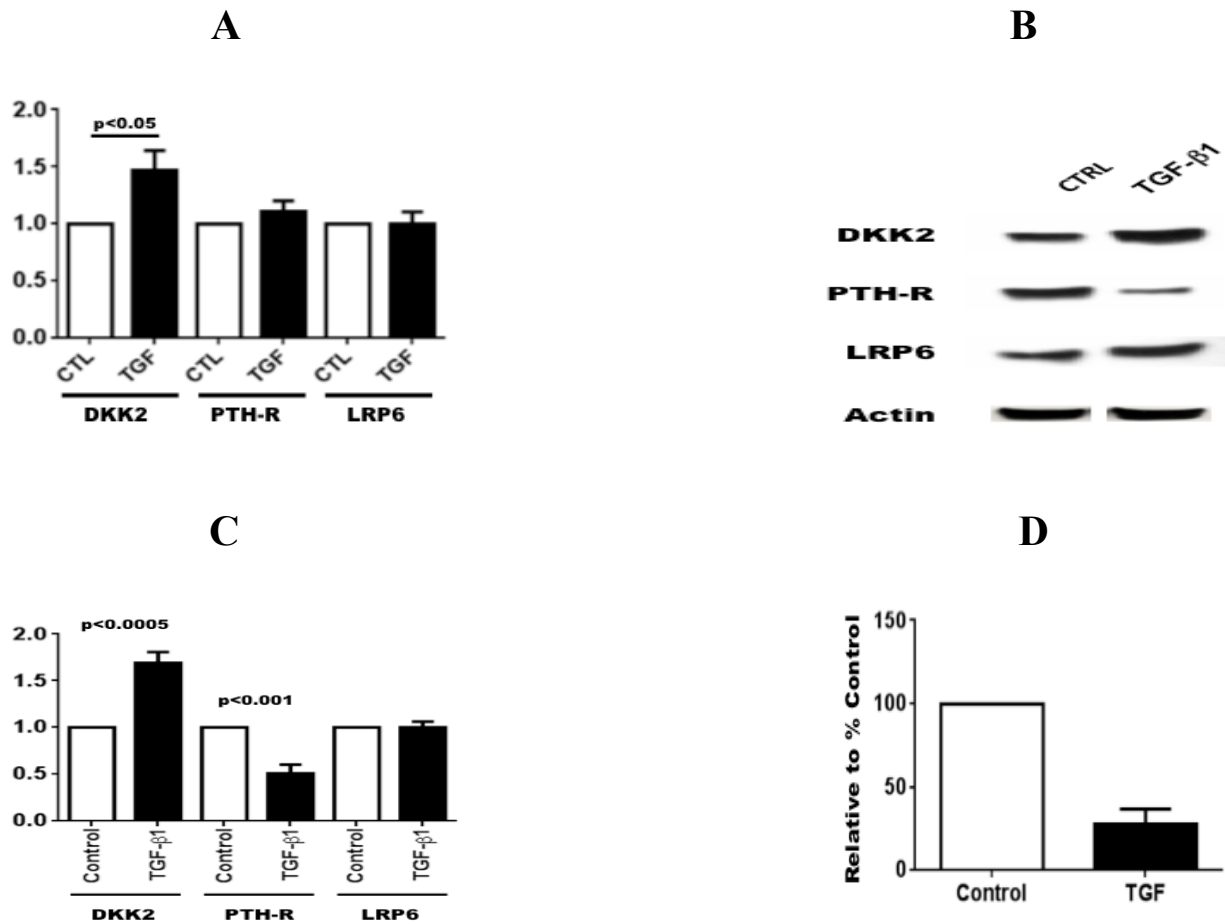 A
2.0
p<0.05
1.5
1.0
0.5
0.0
CTL TGF CTL TGF CTL TGF
DKK2 PTH-R LRP6
B
CTRL TGF-β1
DKK2
PTH-R
LRP6
Actin
C
p<0.0005
2.0
1.5
p<0.001
1.0
0.5
0.0
Control TGF-β1 Control TGF-β1 Control TGF-β1
DKK2 PTH-R LRP6
D
Relative to % Control
150
100
50
0
Control TGF